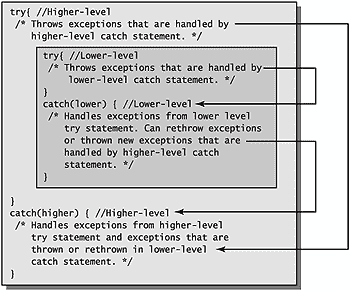 try{ //Higher-level
/* Throws exceptions that are handled by
higher-level catch statement. */
try{ //Lower-level
/* Throws exceptions that are handled by
lower-level catch statement. */
}
catch(lower) { //Lower-level
/* Handles exceptions from lower level
try statement. Can rethrow exceptions
or thrown new exceptions that are
handled by higher-level catch
statement. */
}
}
catch(higher) { //Higher-level
/* Handles exceptions from higher-level
try statement and exceptions that are
thrown or rethrown in lower-level
catch statement. */
}